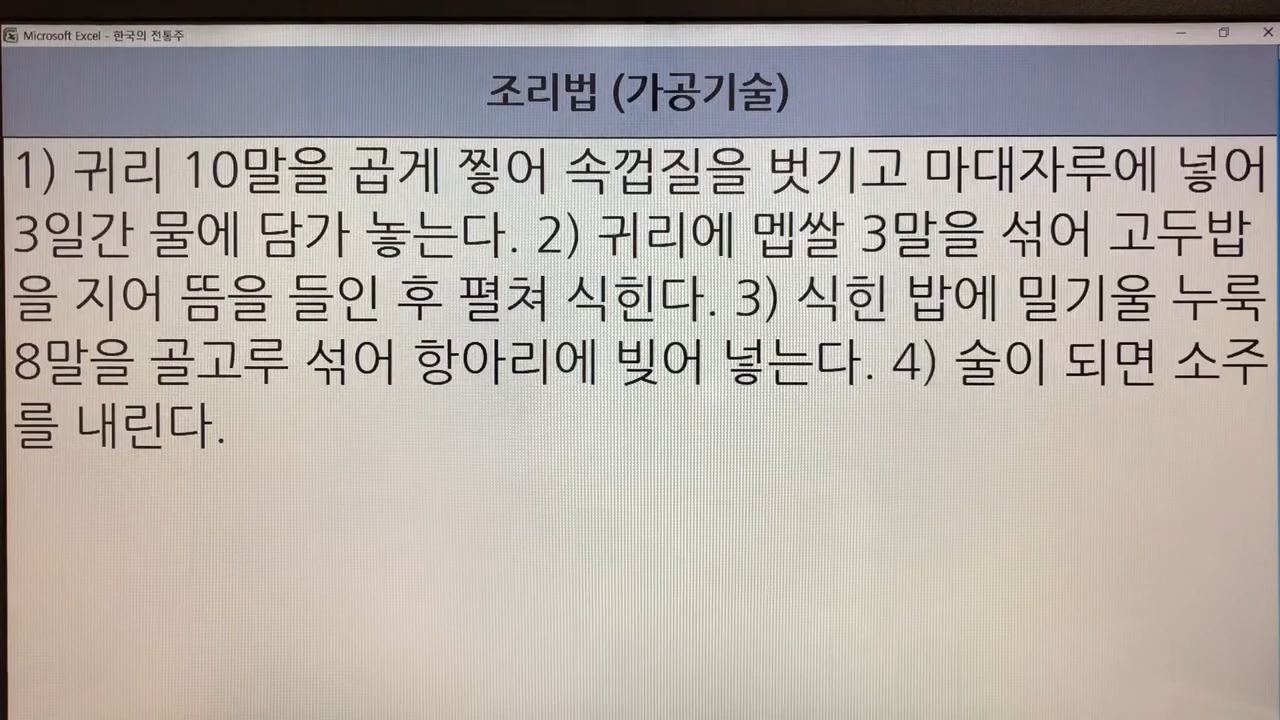 Microsoft Excel - 한국의 전통주
조리법 (가공기술)
1) 귀리 10말을 곱게 찧어 속껍질을 벗기고 마대자루에 넣어
3일간 물에 담가 놓는다. 2) 귀리에 멥쌀 3말을 섞어 고두밥
을 지어 뜸을 들인 후 펼쳐 식힌다. 3) 식힌 밥에 밀기울 누룩
8말을 골고루 섞어 항아리에 빚어 넣는다. 4) 술이 되면 소주
를 내린다.